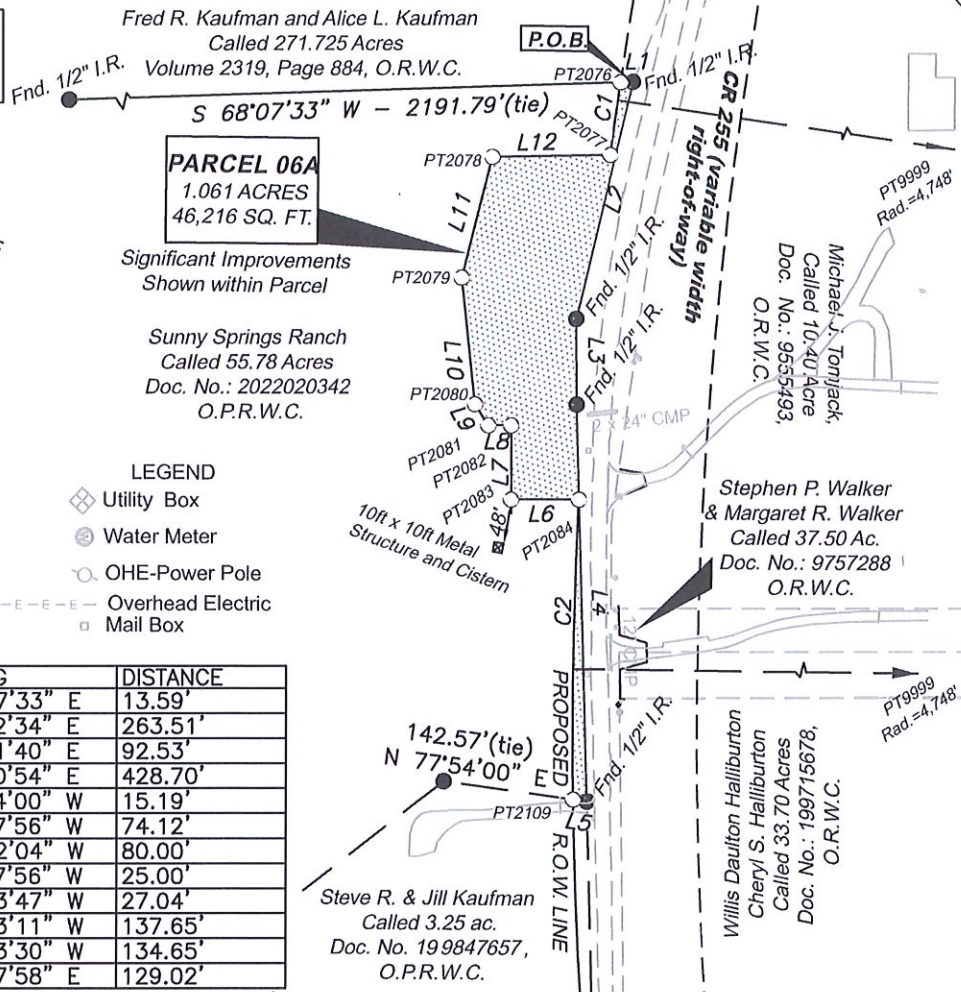 Fred R. Kaufman and Alice L. Kaufman
Called 271.725 Acres
Volume 2319, Page 884, O.R.W.C.
Fnd. 1/2" I.R.
S 68°07'33" W - 2191.79'(tie)
P.O.B.
PT2076
L1
Fnd. 1/2" I.R.
C1
PT2077
L12
PT2078
L2
CR 255 (variable width
right-of-way)
PARCEL 06A
1.061 ACRES
46,216 SQ. FT.
L11
Significant Improvements
Shown within Parcel
PT2079
Fnd. 1/2" I.R.
PT9999
Rad.=4,748'
Michael J. Tomjack,
Called 10.40 Acre
Doc. No.: 9555493,
O.R.W.C.
Sunny Springs Ranch
Called 55.78 Acres
Doc. No.: 2022020342
O.P.R.W.C.
L10
L3
Fnd. 1/2" I.R.
PT2080
L9
2 x 24" CMP
PT2081
L8
PT2082
L7
PT2083
L6
PT2084
48'
10ft x 10ft Metal
Structure and Cistern
LEGEND
Utility Box
Water Meter
OHE-Power Pole
E-E-E Overhead Electric
Mail Box
Stephen P. Walker
& Margaret R. Walker
Called 37.50 Ac.
Doc. No.: 9757288
O.R.W.C.
C2
L4
PROPOSED R.O.W. LINE
PT9999
Rad.=4,748'
142.57'(tie)
N 77°54'00" E
Fnd. 1/2" I.R.
PT2109
L5
Willis Daulton Halliburton
Cheryl S. Halliburton
Called 33.70 Acres
Doc. No.: 199715678,
O.R.W.C.
Steve R. & Jill Kaufman
Called 3.25 ac.
Doc. No. 199847657,
O.P.R.W.C.
G DISTANCE
7'33" E 13.59'
2'34" E 263.51'
1'40" E 92.53'
0'54" E 428.70'
4'00" W 15.19'
7'56" W 74.12'
2'04" W 80.00'
7'56" W 25.00'
3'47" W 27.04'
3'11" W 137.65'
3'30" W 134.65'
7'58" E 129.02'